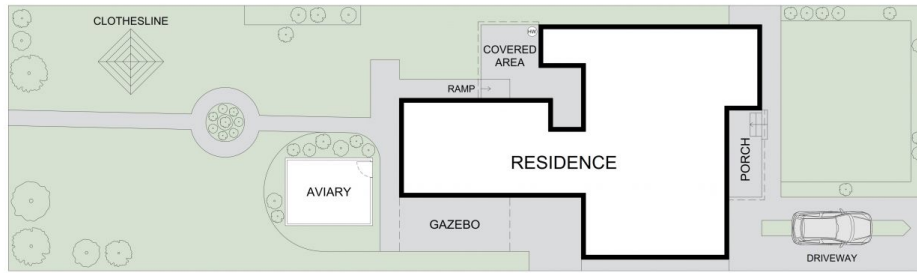 CLOTHESLINE
HW
COVERED
AREA
RAMP
RESIDENCE
PORCH
AVIARY
GAZEBO
DRIVEWAY